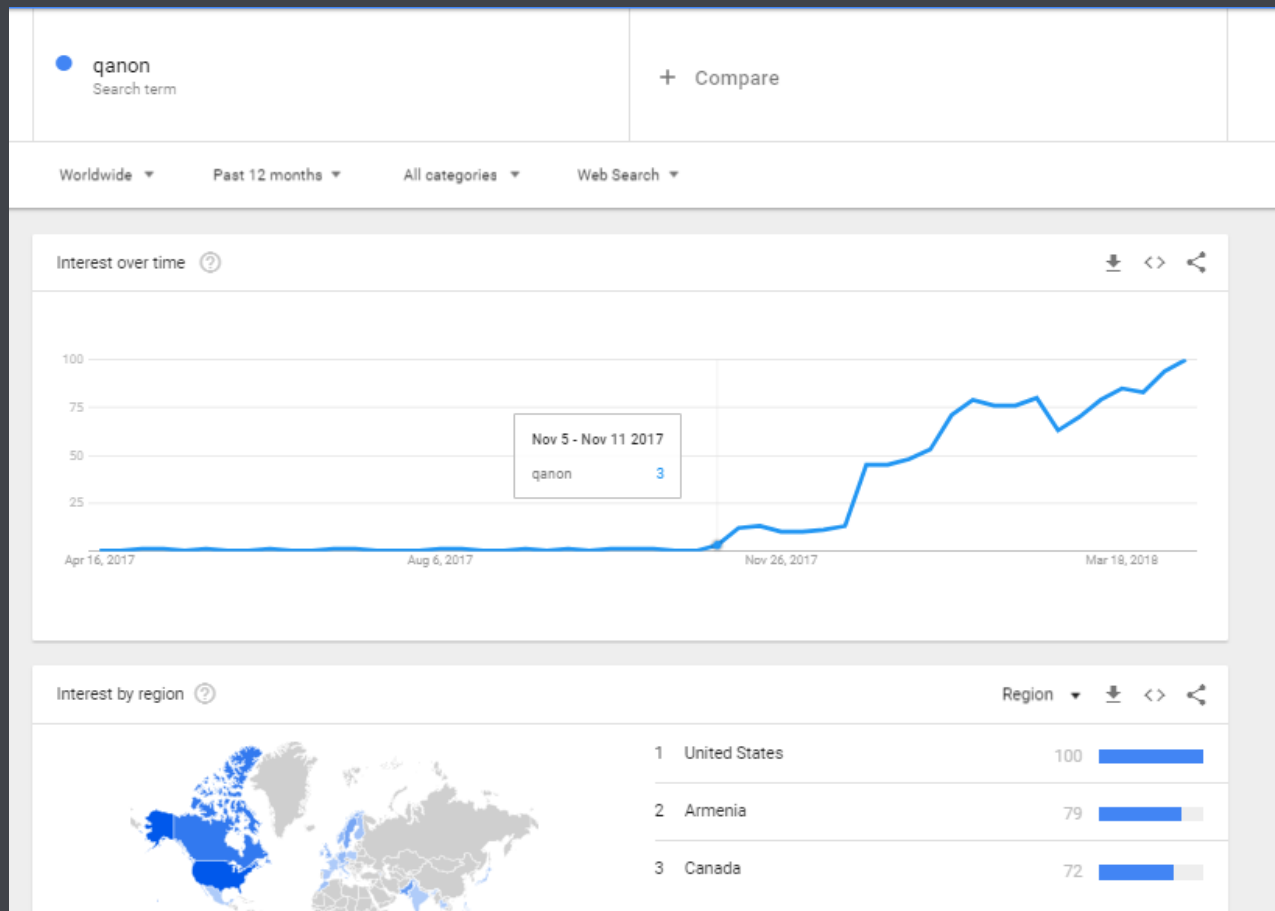 qanon
Search term
+ Compare
Worldwide Past 12 months All categories Web Search
Interest over time ?
100
75
50
25
Nov 5 - Nov 11 2017
qanon 3
Apr 16, 2017 Aug 6, 2017 Nov 26, 2017 Mar 18, 2018
Interest by region ? Region
1 United States 100
2 Armenia 79
3 Canada 72